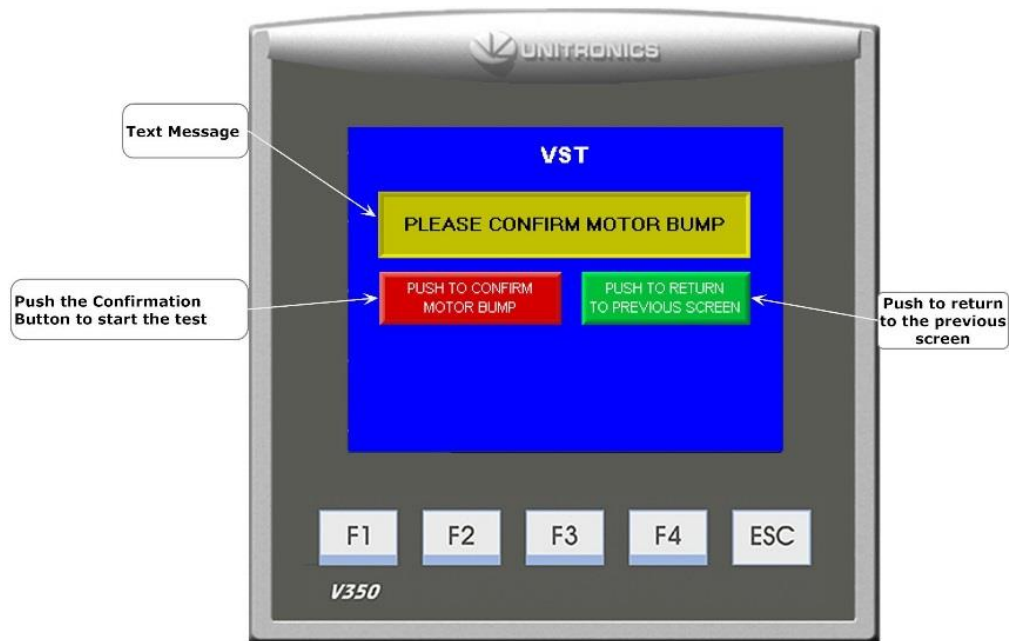 UNITRONICS
Text Message
VST
PLEASE CONFIRM MOTOR BUMP
Push the Confirmation
Button to start the test
PUSH TO CONFIRM
MOTOR BUMP
PUSH TO RETURN
TO PREVIOUS SCREEN
Push to return
to the previous
screen
F1
F2
F3
F4
ESC
V350